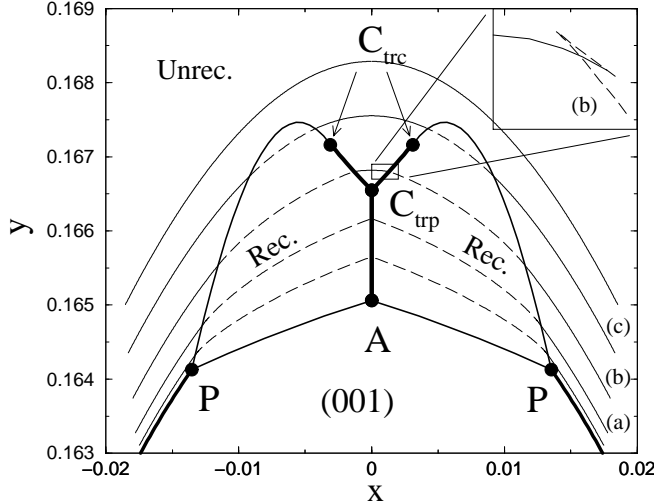 0.169
0.168
0.167
0.166
0.165
0.164
0.163
y
Unrec.
C_trc
(b)
C_trp
Rec.
Rec.
A
P
P
(001)
(c)
(b)
(a)
−0.02
−0.01
0
0.01
0.02
x